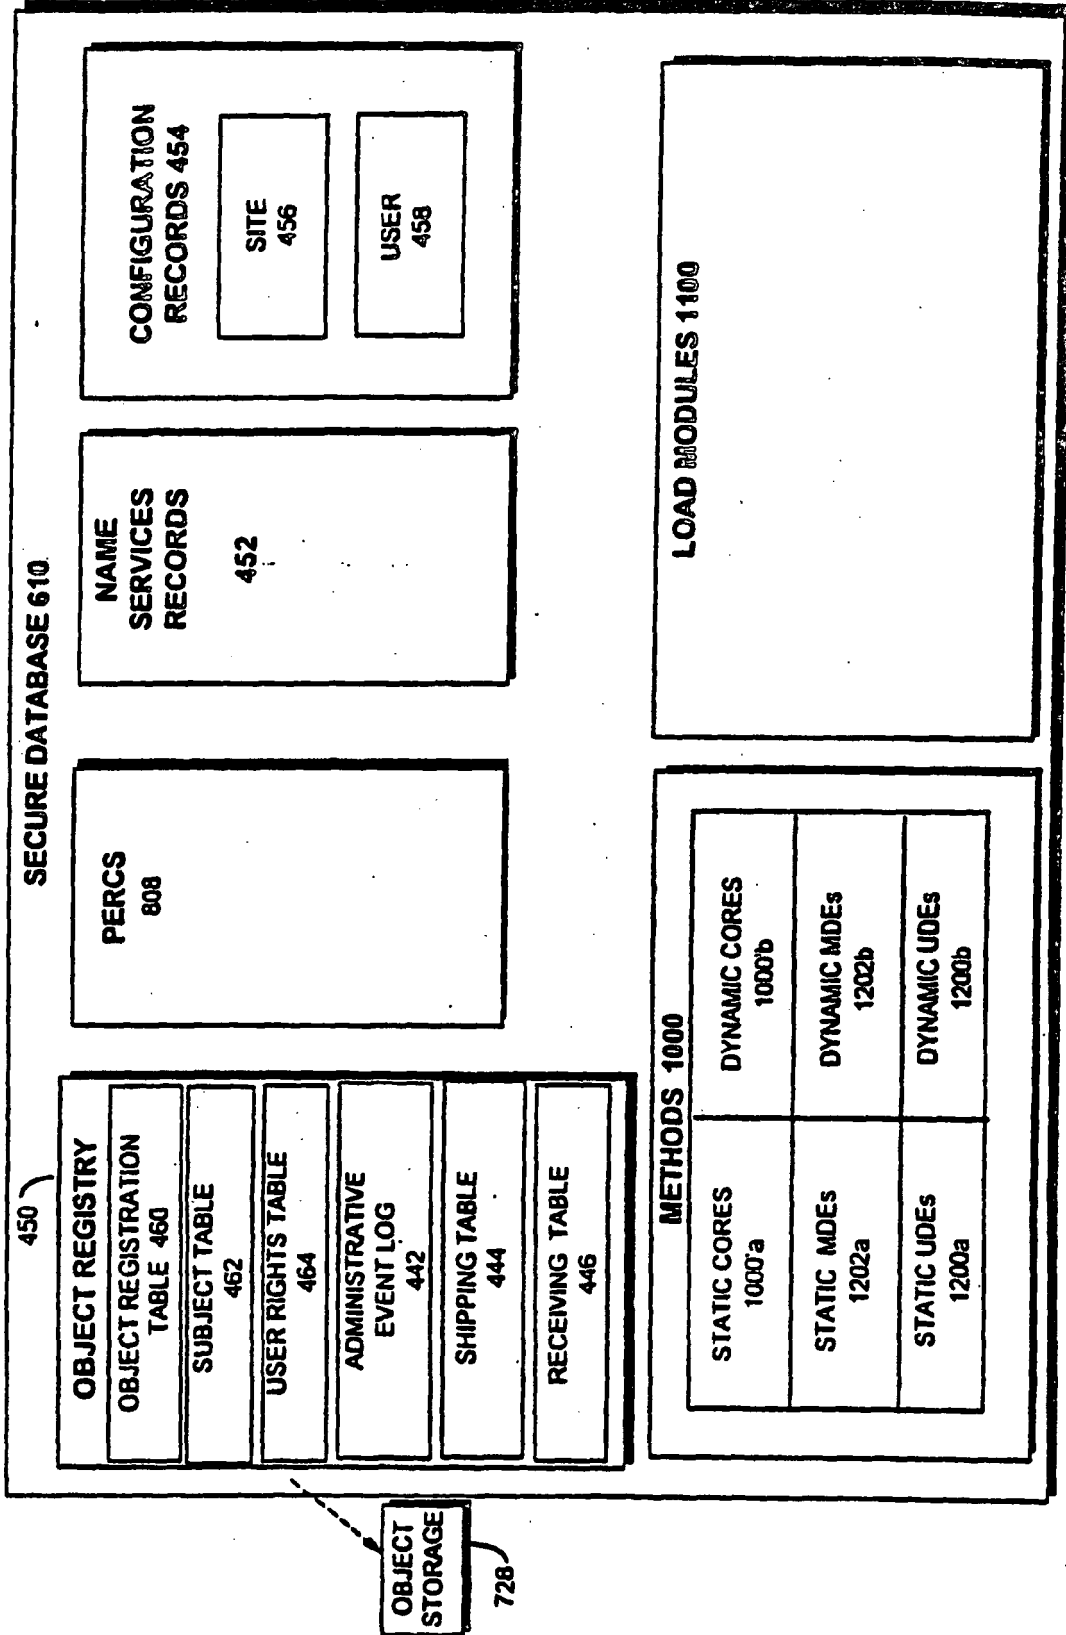 SECURE DATABASE 610
450
OBJECT REGISTRY
OBJECT REGISTRATION
TABLE 460
SUBJECT TABLE
462
USER RIGHTS TABLE
464
ADMINISTRATIVE
EVENT LOG
442
SHIPPING TABLE
444
RECEIVING TABLE
446
PERCS
808
NAME
SERVICES
RECORDS
452
CONFIGURATION
RECORDS 454
SITE
456
USER
458
OBJECT
STORAGE
728
METHODS 1000
STATIC CORES
1000'a
DYNAMIC CORES
1000'b
STATIC MDEs
1202a
DYNAMIC MDEs
1202b
STATIC UDEs
1200a
DYNAMIC UDEs
1200b
LOAD MODULES 1100